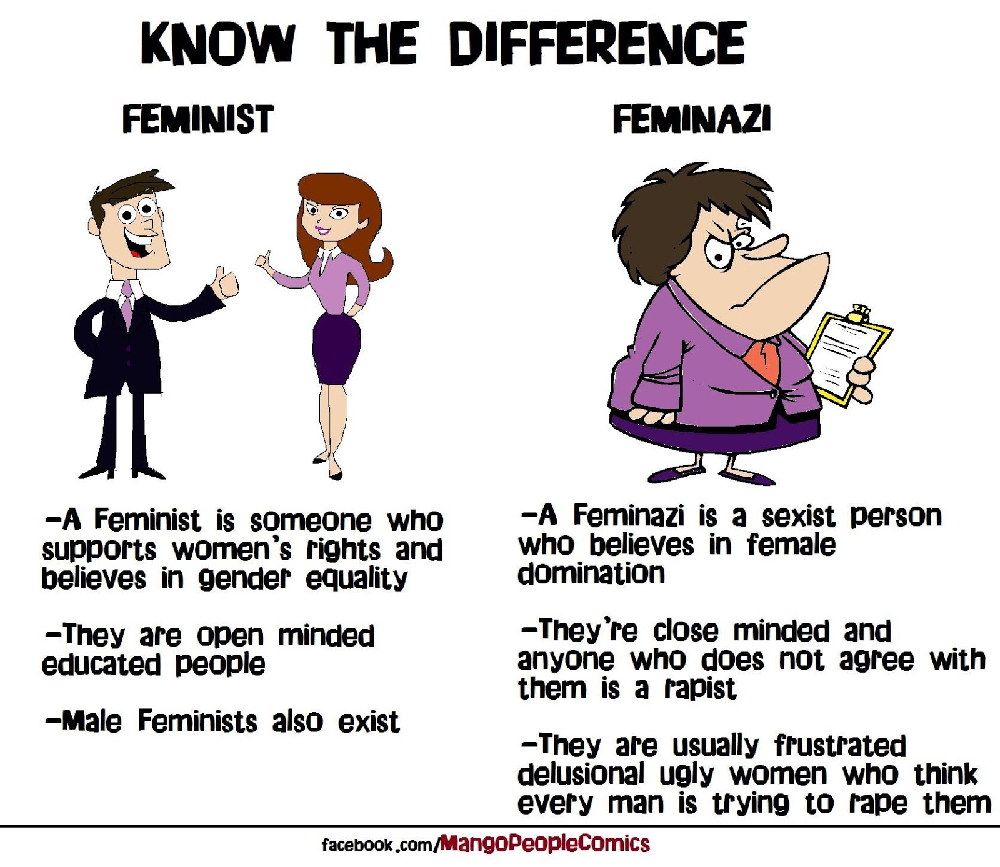 KNOW THE DIFFERENCE
FEMINIST
-A Feminist is someone who
supports women's rights and
believes in gender equality
-They are open minded
educated people
-Male Feminists also exist
FEMINAZI
-A Feminazi is a sexist person
who believes in female
domination
-They're close minded and
anyone who does not agree with
them is a rapist
-They are usually frustrated
delusional ugly women who think
every man is trying to rape them
facebook.com/MangoPeopleComics